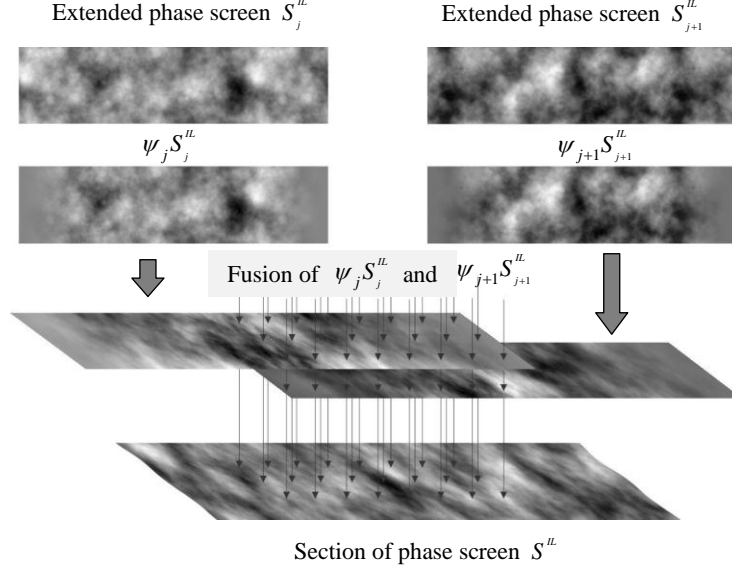 Extended phase screen S_j^{IL}
Extended phase screen S_{j+1}^{IL}
ψ_j S_j^{IL}
ψ_{j+1} S_{j+1}^{IL}
Fusion of ψ_j S_j^{IL} and ψ_{j+1} S_{j+1}^{IL}
Section of phase screen S^{IL}